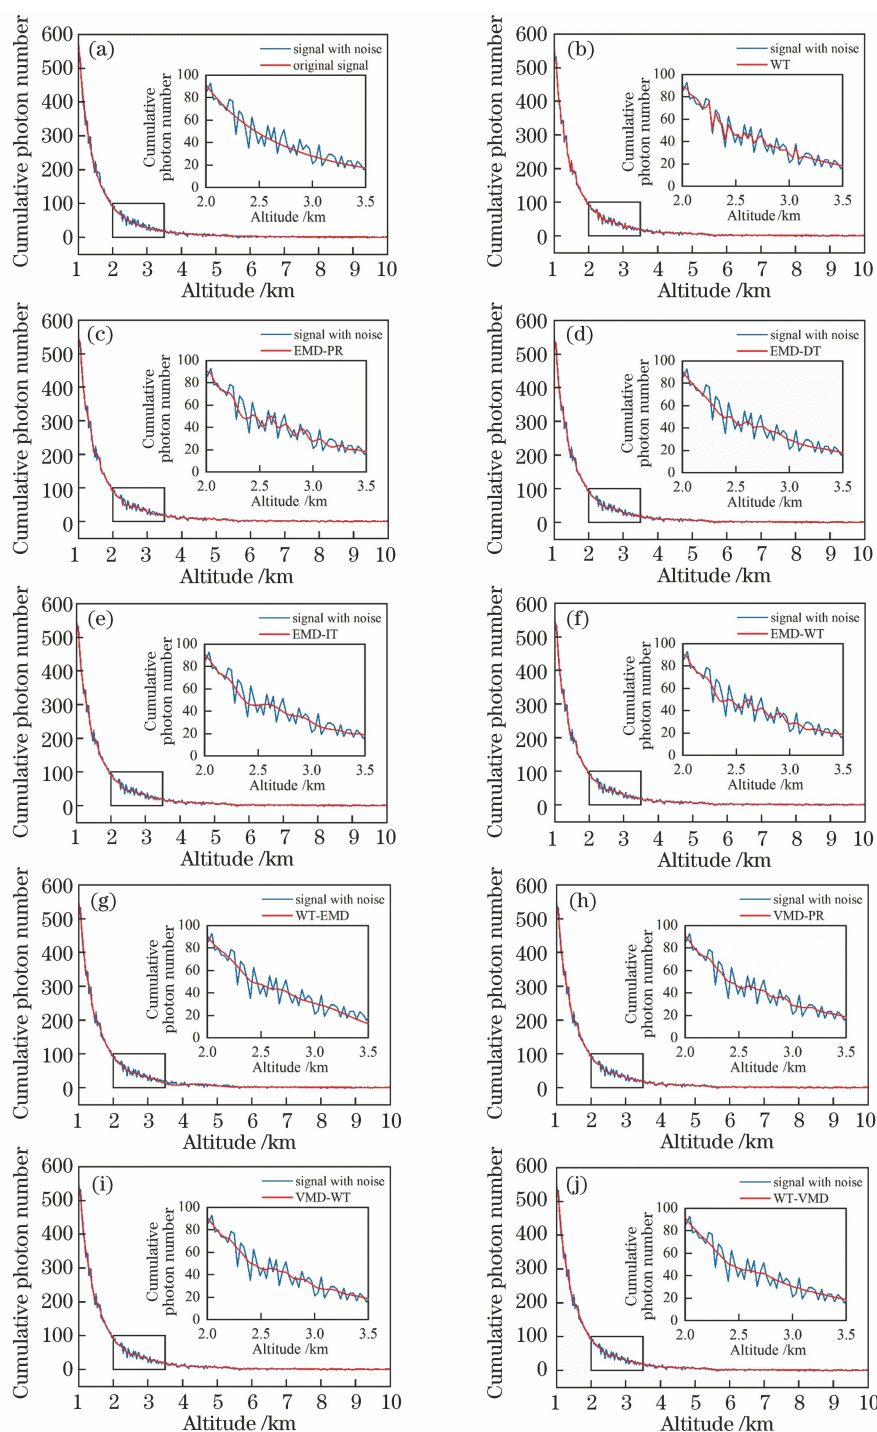 (a)
signal with noise
original signal
Cumulative photon number
600
500
400
300
200
100
0
Cumulative
photon number
100
80
60
40
20
0
2.0 2.5 3.0 3.5
Altitude /km
1 2 3 4 5 6 7 8 9 10
Altitude /km
(b)
signal with noise
WT
Cumulative photon number
600
500
400
300
200
100
0
Cumulative
photon number
100
80
60
40
20
0
2.0 2.5 3.0 3.5
Altitude /km
1 2 3 4 5 6 7 8 9 10
Altitude /km
(c)
signal with noise
EMD-PR
Cumulative photon number
600
500
400
300
200
100
0
Cumulative
photon number
100
80
60
40
20
0
2.0 2.5 3.0 3.5
Altitude /km
1 2 3 4 5 6 7 8 9 10
Altitude /km
(d)
signal with noise
EMD-DT
Cumulative photon number
600
500
400
300
200
100
0
Cumulative
photon number
100
80
60
40
20
0
2.0 2.5 3.0 3.5
Altitude /km
1 2 3 4 5 6 7 8 9 10
Altitude /km
(e)
signal with noise
EMD-IT
Cumulative photon number
600
500
400
300
200
100
0
Cumulative
photon number
100
80
60
40
20
0
2.0 2.5 3.0 3.5
Altitude /km
1 2 3 4 5 6 7 8 9 10
Altitude /km
(f)
signal with noise
EMD-WT
Cumulative photon number
600
500
400
300
200
100
0
Cumulative
photon number
100
80
60
40
20
0
2.0 2.5 3.0 3.5
Altitude /km
1 2 3 4 5 6 7 8 9 10
Altitude /km
(g)
signal with noise
WT-EMD
Cumulative photon number
600
500
400
300
200
100
0
Cumulative
photon number
100
80
60
40
20
0
2.0 2.5 3.0 3.5
Altitude /km
1 2 3 4 5 6 7 8 9 10
Altitude /km
(h)
signal with noise
VMD-PR
Cumulative photon number
600
500
400
300
200
100
0
Cumulative
photon number
100
80
60
40
20
0
2.0 2.5 3.0 3.5
Altitude /km
1 2 3 4 5 6 7 8 9 10
Altitude /km
(i)
signal with noise
VMD-WT
Cumulative photon number
600
500
400
300
200
100
0
Cumulative
photon number
100
80
60
40
20
0
2.0 2.5 3.0 3.5
Altitude /km
1 2 3 4 5 6 7 8 9 10
Altitude /km
(j)
signal with noise
WT-VMD
Cumulative photon number
600
500
400
300
200
100
0
Cumulative
photon number
100
80
60
40
20
0
2.0 2.5 3.0 3.5
Altitude /km
1 2 3 4 5 6 7 8 9 10
Altitude /km